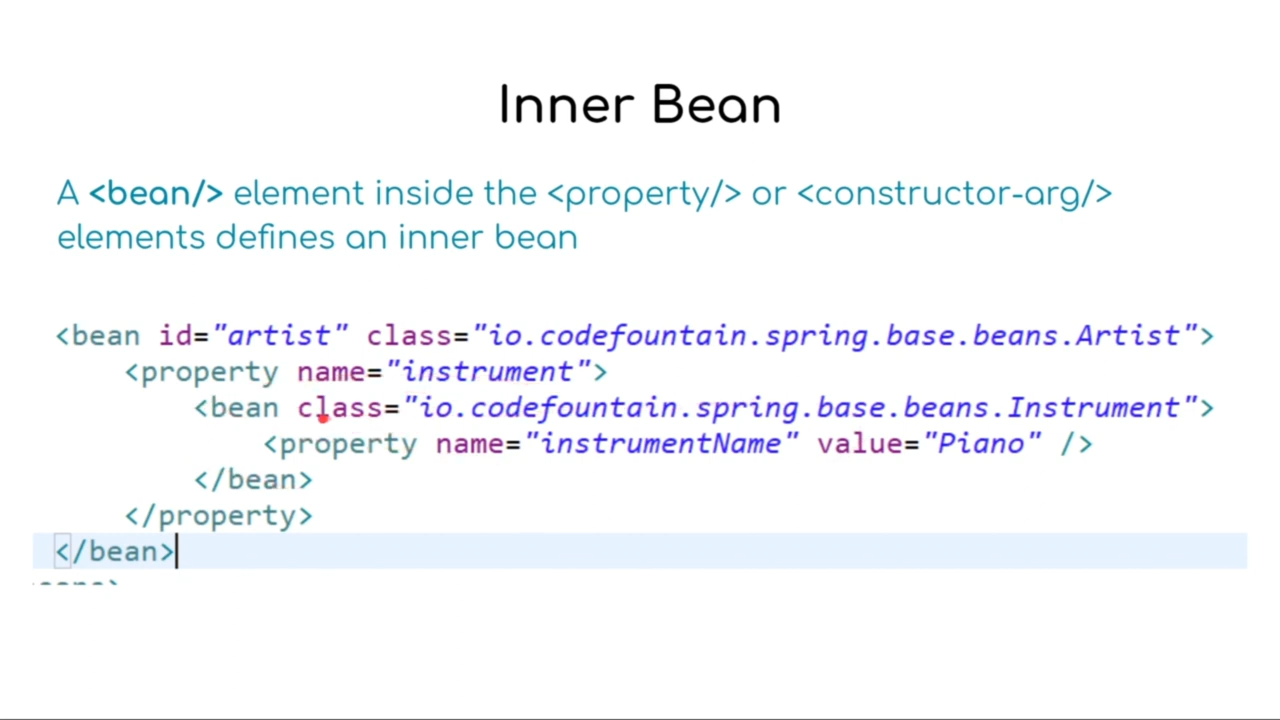 Inner Bean
A <bean/> element inside the <property/> or <constructor-arg/>
elements defines an inner bean
<bean id="artist" class="io.codefountain.spring.base.beans.Artist">
<property name="instrument">
<bean class="io.codefountain.spring.base.beans.Instrument">
<property name="instrumentName" value="Piano" />
</bean>
</property>
</bean>